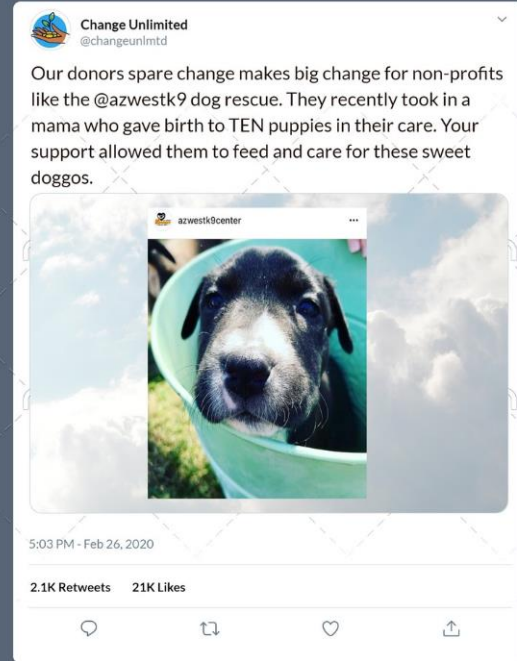 Change Unlimited
@changeunlmtd
Our donors spare change makes big change for non-profits
like the @azwestk9 dog rescue. They recently took in a
mama who gave birth to TEN puppies in their care. Your
support allowed them to feed and care for these sweet
doggos.
azwestk9center
5:03 PM - Feb 26, 2020
2.1K Retweets 21K Likes